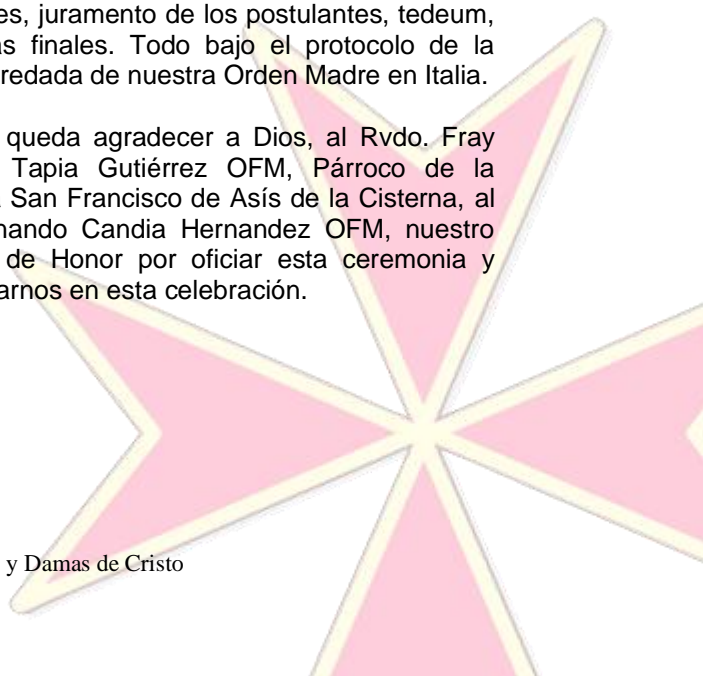 es, juramento de los postulantes, tedeum,
as finales. Todo bajo el protocolo de la
redada de nuestra Orden Madre en Italia.
queda agradecer a Dios, al Rvdo. Fray
Tapia Gutiérrez OFM, Párroco de la
San Francisco de Asís de la Cisterna, al
nando Candia Hernandez OFM, nuestro
de Honor por oficiar esta ceremonia y
arnos en esta celebración.
y Damas de Cristo